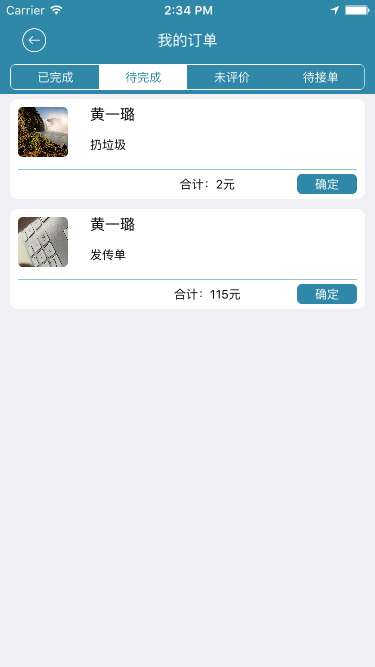 Carrier 2:34 PM
我的订单
已完成 待完成 未评价 待接单
黄一璐
扔垃圾
合计：2元 确定
黄一璐
发传单
合计：115元 确定